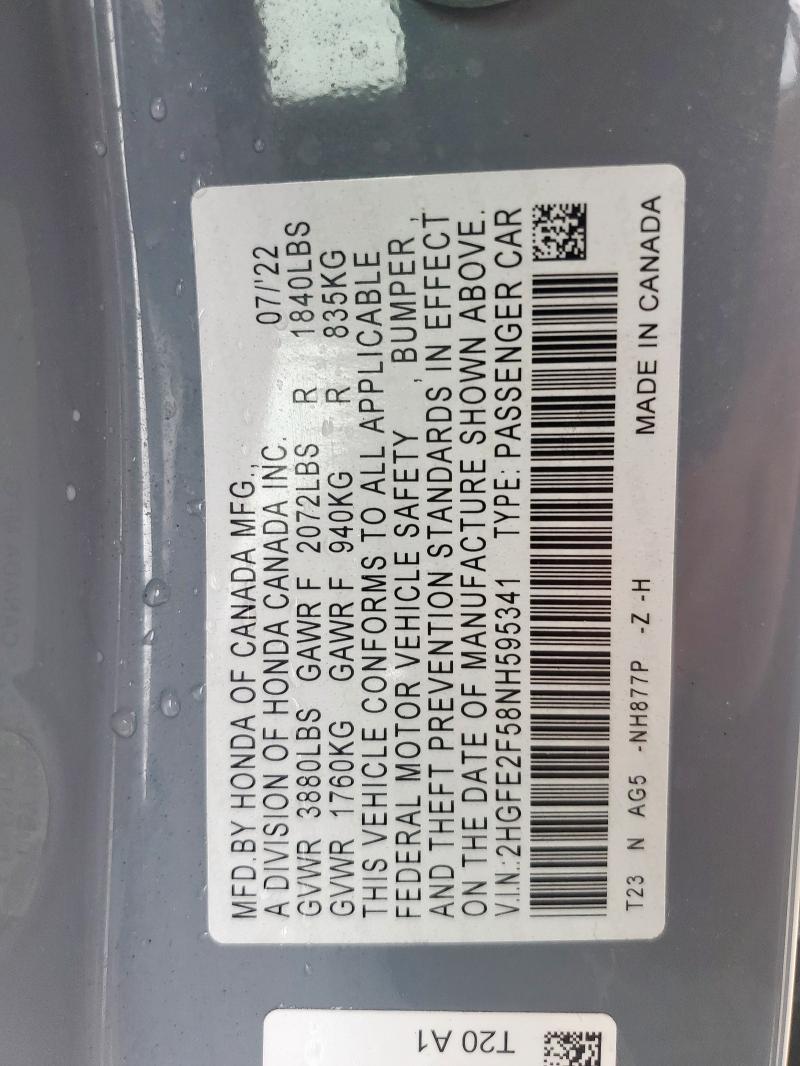 MFD.BY HONDA OF CANADA MFG.,
A DIVISION OF HONDA CANADA INC. 07/'22
GVWR 3880LBS GAWR F 2072LBS R 1840LBS
GVWR 1760KG GAWR F 940KG R 835KG
THIS VEHICLE CONFORMS TO ALL APPLICABLE
FEDERAL MOTOR VEHICLE SAFETY , BUMPER ,
AND THEFT PREVENTION STANDARDS, IN EFFECT
ON THE DATE OF MANUFACTURE SHOWN ABOVE.
V.I.N.:2HGFE2F58NH595341 TYPE: PASSENGER CAR
T23 N AG5 -NH877P -Z -H MADE IN CANADA
T20 A1